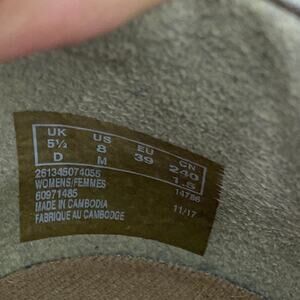 UK US EU CN
5½ 8 39 240
D M 1.5
261345074055
WOMENS/FEMMES 14786
60971485
MADE IN CAMBODIA 11/17
FABRIQUE AU CAMBODGE